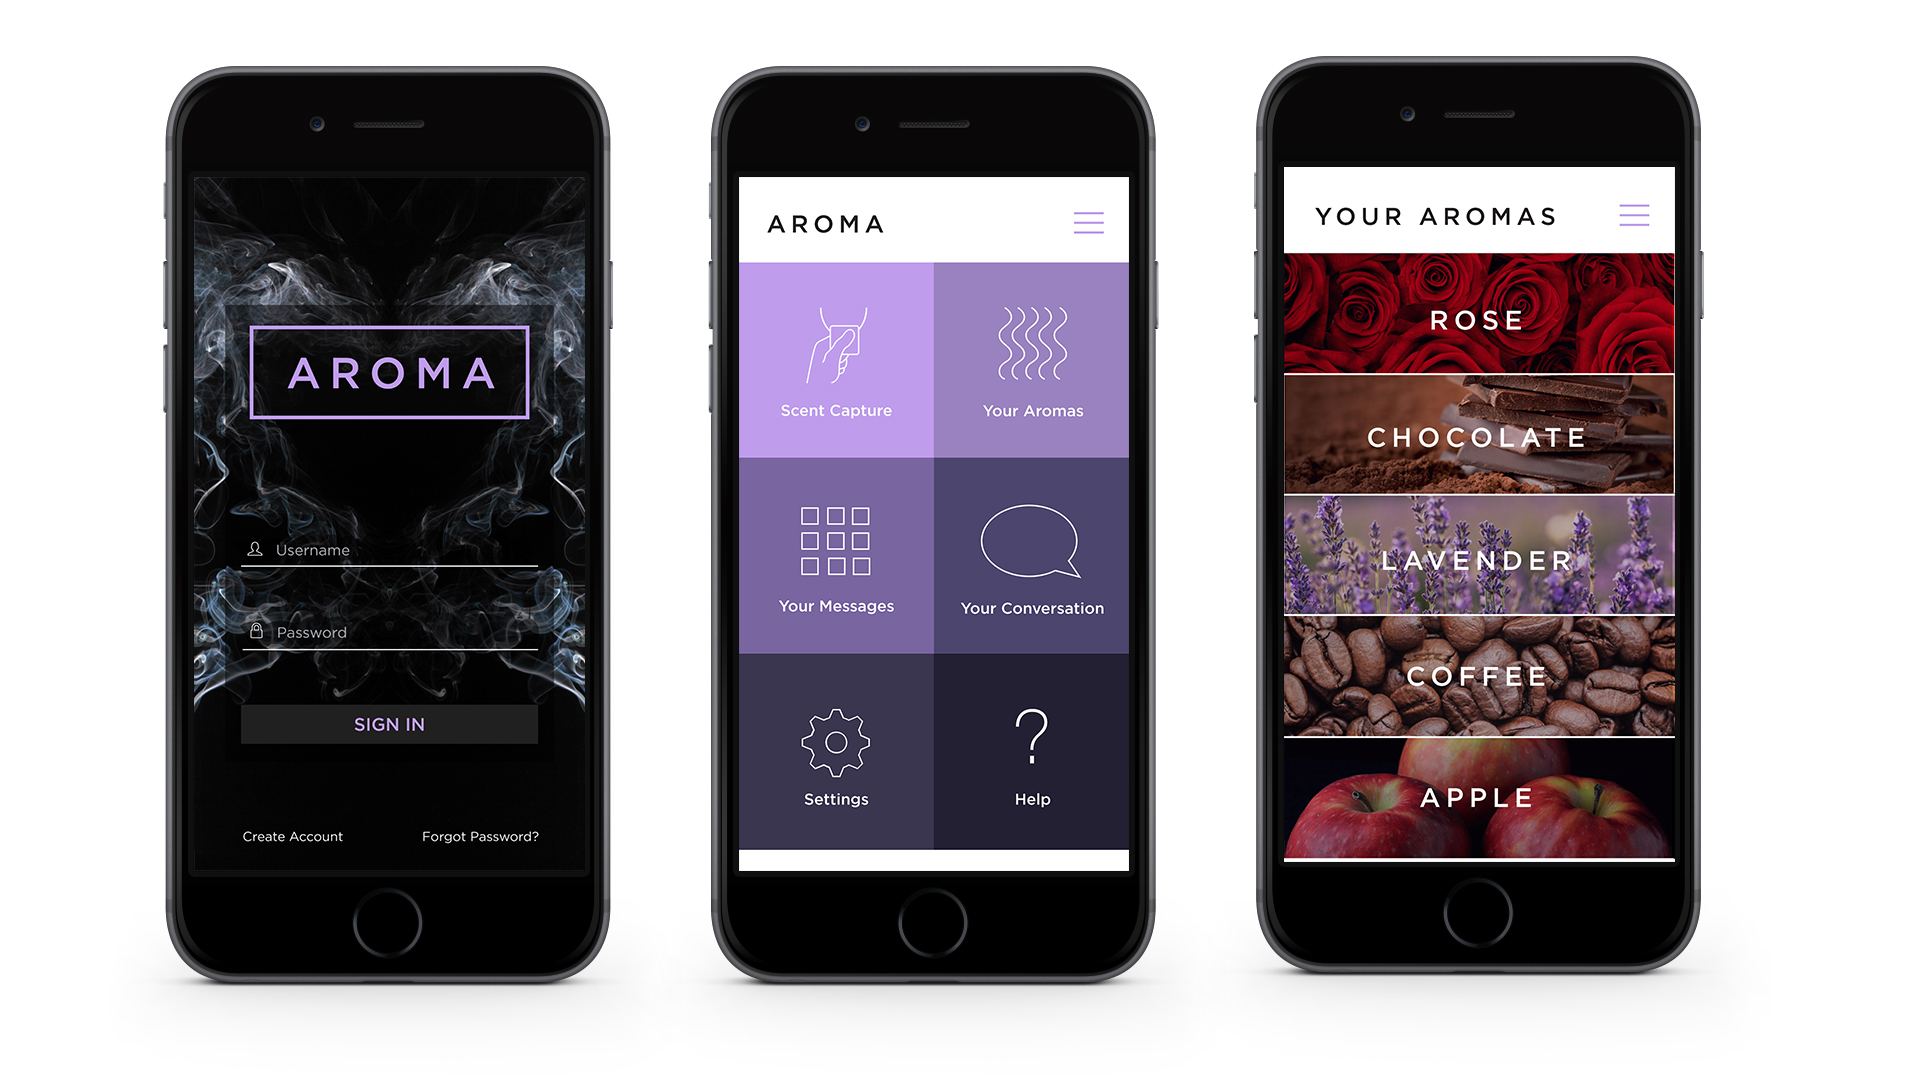 AROMA
Username
Password
SIGN IN
Create Account
Forgot Password?
AROMA
Scent Capture
Your Aromas
Your Messages
Your Conversation
Settings
Help
YOUR AROMAS
ROSE
CHOCOLATE
LAVENDER
COFFEE
APPLE